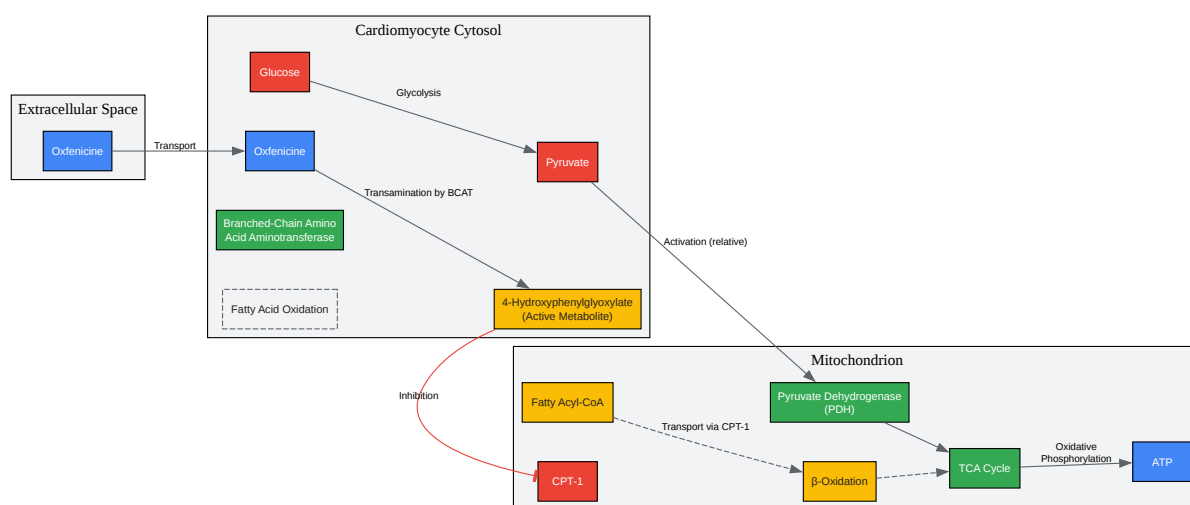 Cardiomyocyte Cytosol
Glucose
Glycolysis
Extracellular Space
Oxfenicine
Transport
Oxfenicine
Pyruvate
Transamination by BCAT
Branched-Chain Amino
Acid Aminotransferase
Activation (relative)
Fatty Acid Oxidation
4-Hydroxyphenylglyoxylate
(Active Metabolite)
Mitochondrion
Inhibition
Fatty Acyl-CoA
Pyruvate Dehydrogenase
(PDH)
Transport via CPT-1
CPT-1
β-Oxidation
TCA Cycle
Oxidative
Phosphorylation
ATP